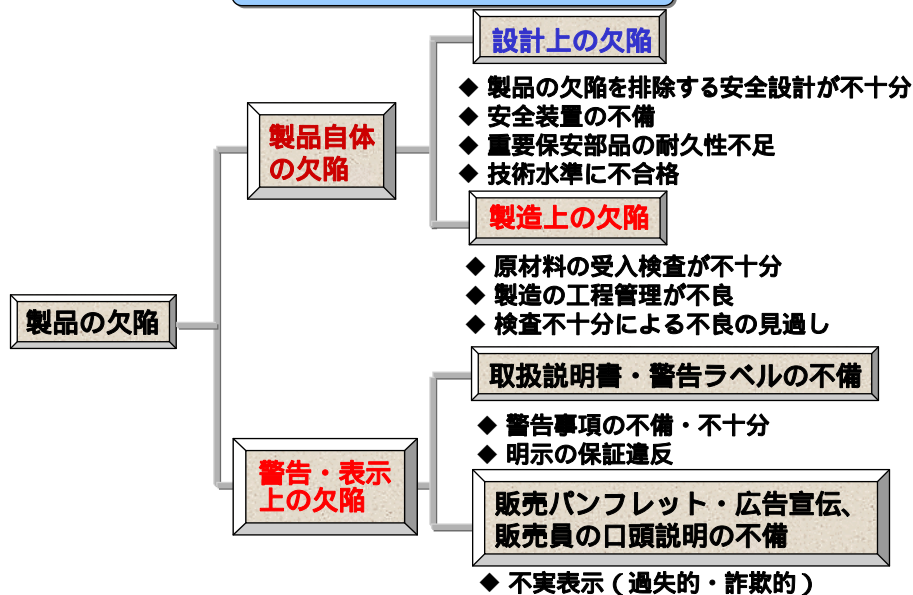 設計上の欠陥
◆ 製品の欠陥を排除する安全設計が不十分
◆ 安全装置の不備
◆ 重要保安部品の耐久性不足
◆ 技術水準に不合格
製品自体
の欠陥
製造上の欠陥
◆ 原材料の受入検査が不十分
◆ 製造の工程管理が不良
◆ 検査不十分による不良の見過し
製品の欠陥
取扱説明書・警告ラベルの不備
◆ 警告事項の不備・不十分
◆ 明示の保証違反
警告・表示
上の欠陥
販売パンフレット・広告宣伝、
販売員の口頭説明の不備
◆ 不実表示（過失的・詐欺的）